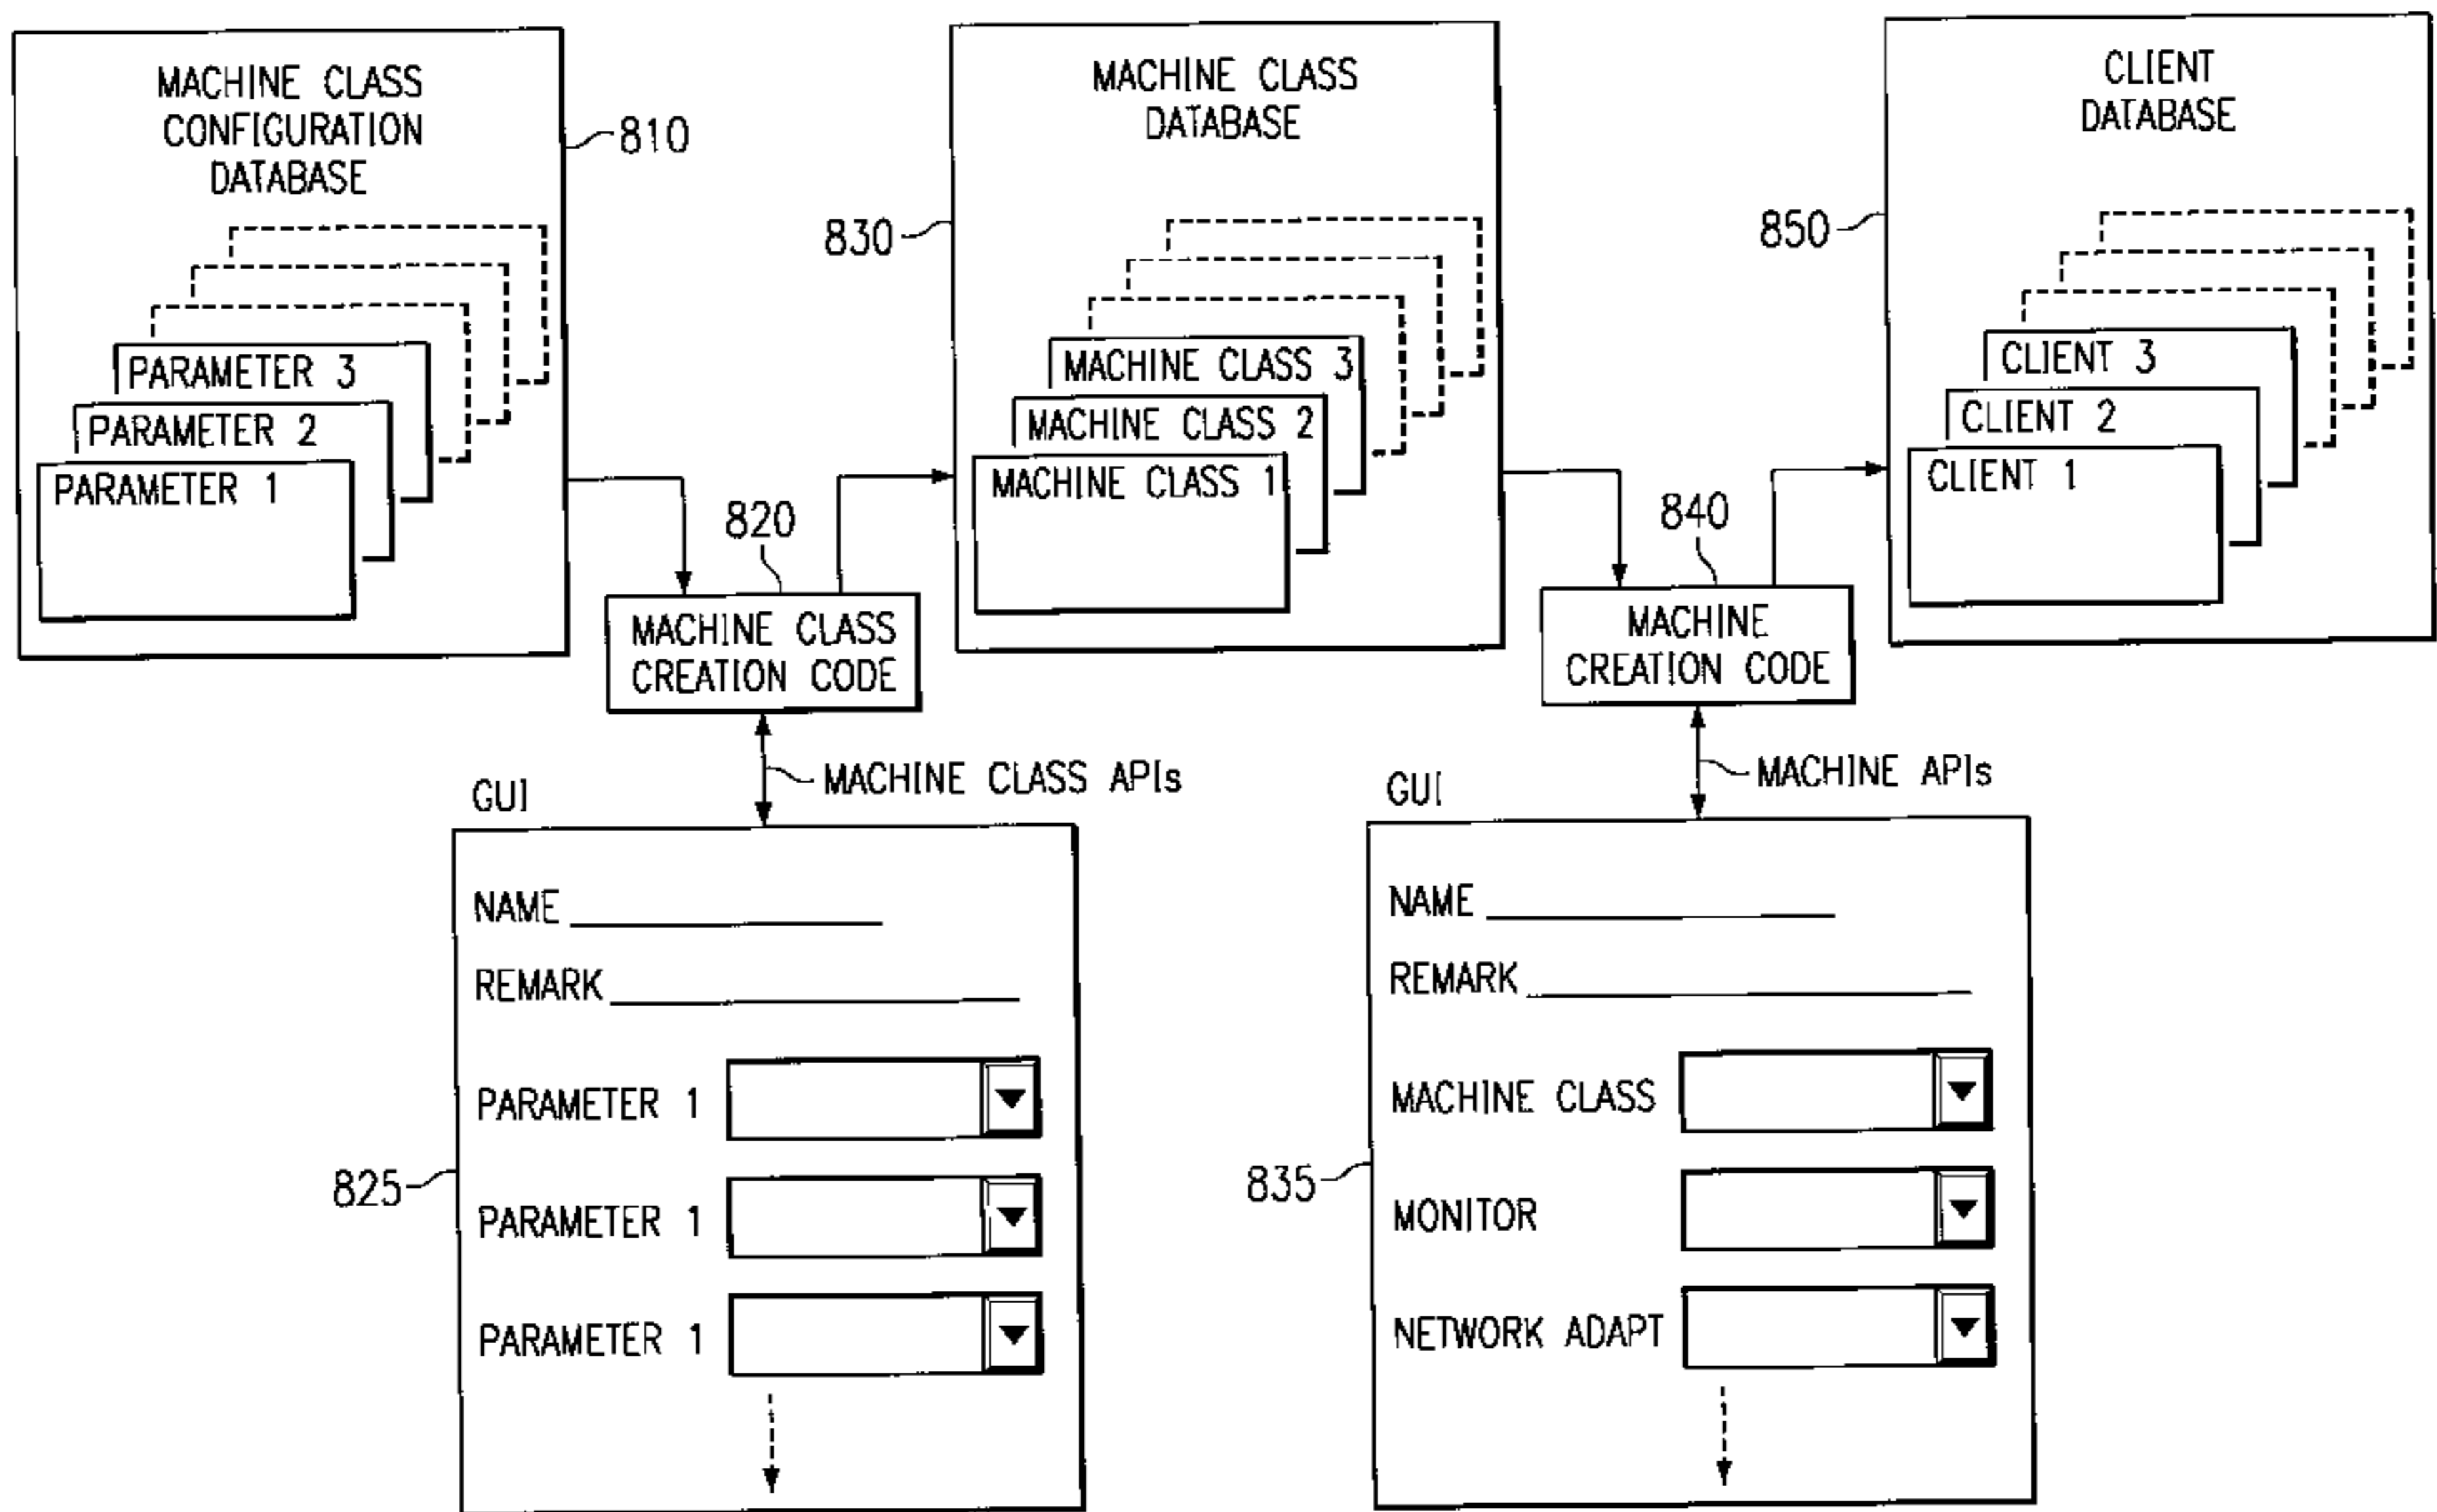 MACHINE CLASS
CONFIGURATION
DATABASE
810
PARAMETER 3
PARAMETER 2
PARAMETER 1
820
MACHINE CLASS
CREATION CODE
MACHINE CLASS
DATABASE
830
MACHINE CLASS 3
MACHINE CLASS 2
MACHINE CLASS 1
840
MACHINE
CREATION CODE
CLIENT
DATABASE
850
CLIENT 3
CLIENT 2
CLIENT 1
MACHINE CLASS APIs
GUI
NAME
REMARK
PARAMETER 1
825
PARAMETER 1
PARAMETER 1
MACHINE APIs
GUI
NAME
REMARK
MACHINE CLASS
835
MONITOR
NETWORK ADAPT